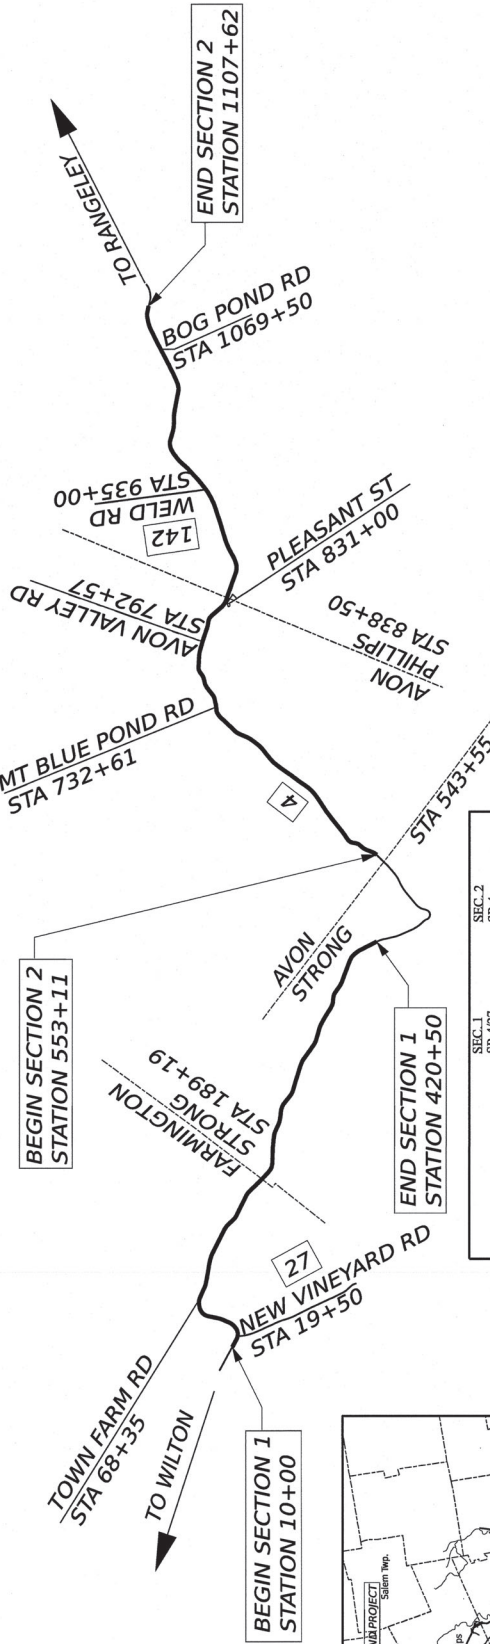 TO RANGELEY
END SECTION 2
STATION 1107+62
BOG POND RD
STA 1069+50
WELD RD
STA 935+00
142
PLEASANT ST
STA 831+00
AVON VALLEY RD
STA 792+57
AVON
PHILLIPS
STA 838+50
MT BLUE POND RD
STA 732+61
4
STA 543+55
BEGIN SECTION 2
STATION 553+11
AVON
STRONG
SEC. 2
SEC. 1
END SECTION 1
STATION 420+50
FARMINGTON
STRONG
STA 189+19
27
NEW VINEYARD RD
STA 19+50
TOWN FARM RD
STA 68+35
TO WILTON
BEGIN SECTION 1
STATION 10+00
PROJECT
Salem Twp.